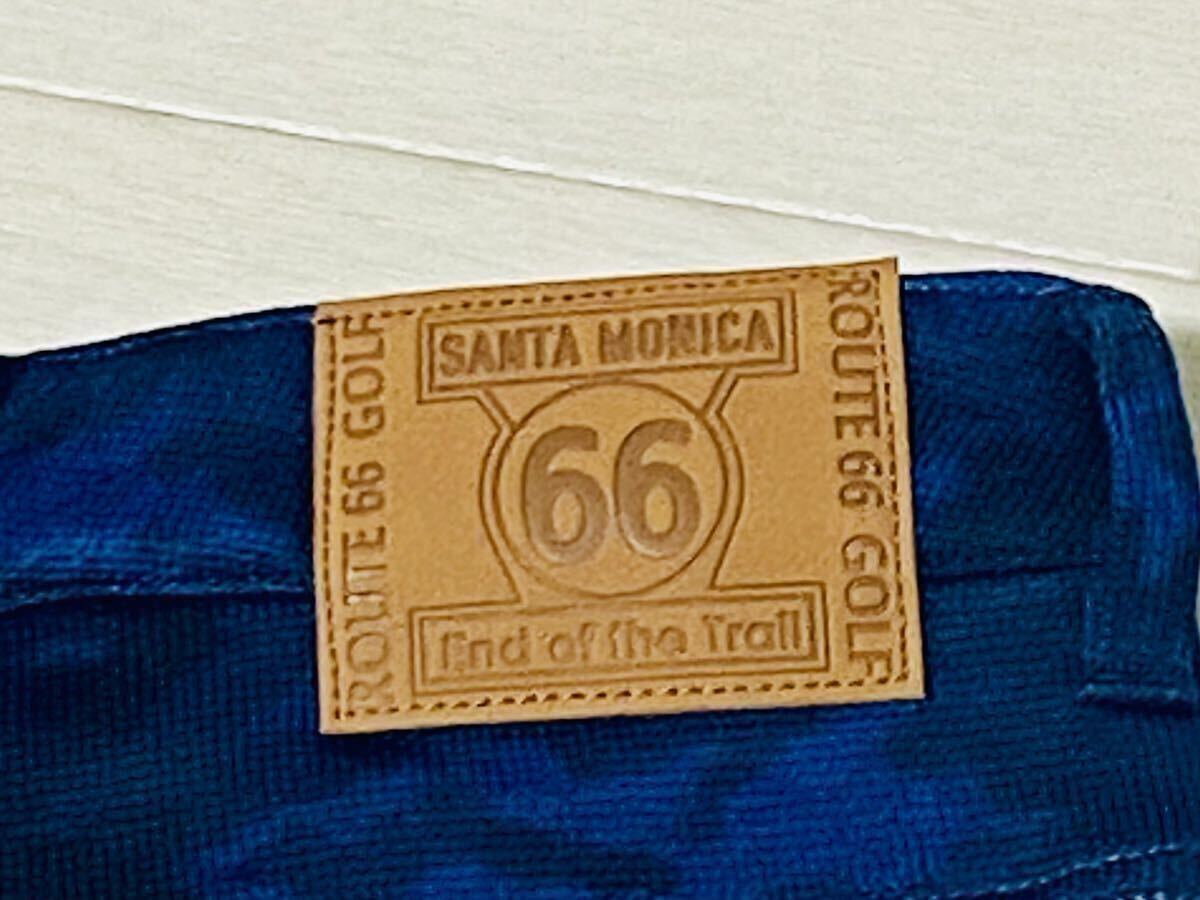 SANTA MONICA
66
End of the Trail
ROUTE 66 GOLF
ROUTE 66 GOLF